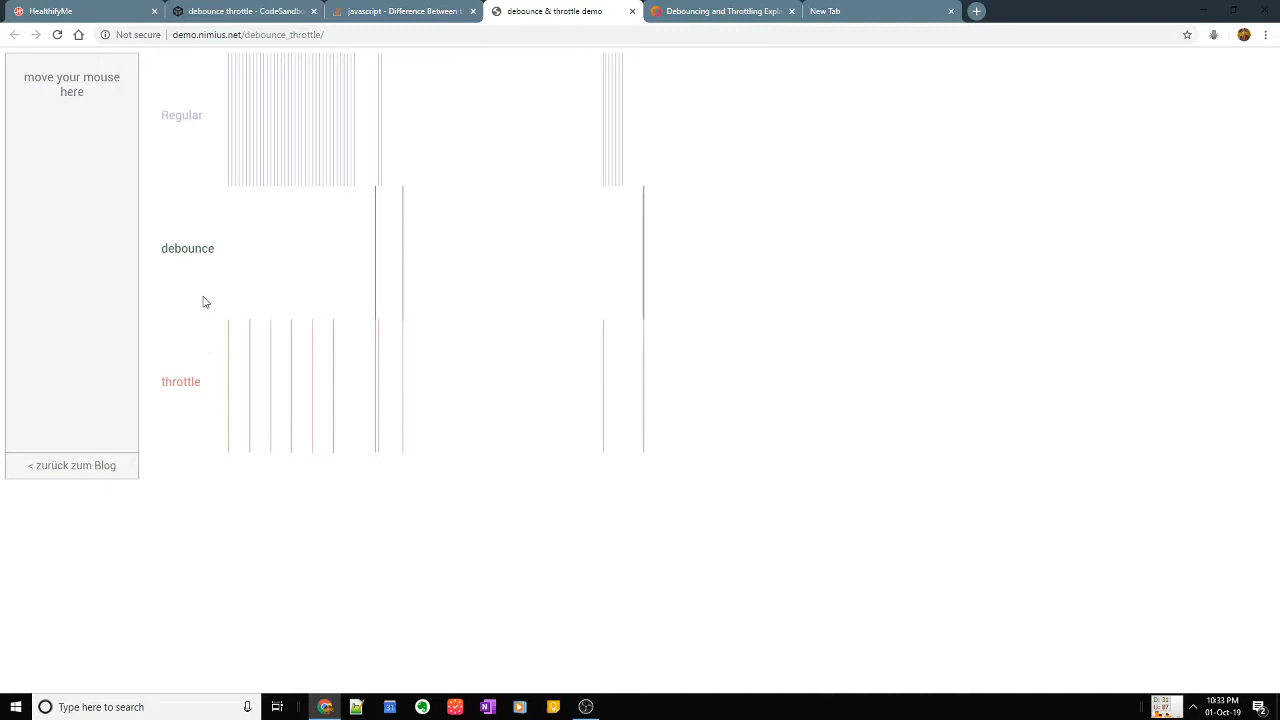 HealthifyMe
debounce throttle - CodeSandbo
javascript - Difference Between t
debounce & throttle demo
Debouncing and Throttling Expla
New Tab
Not secure
demo.nimius.net/debounce_throttle/
move your mouse
here
Regular
debounce
throttle
< zurück zum Blog
Type here to search
10:33 PM
01-Oct-19